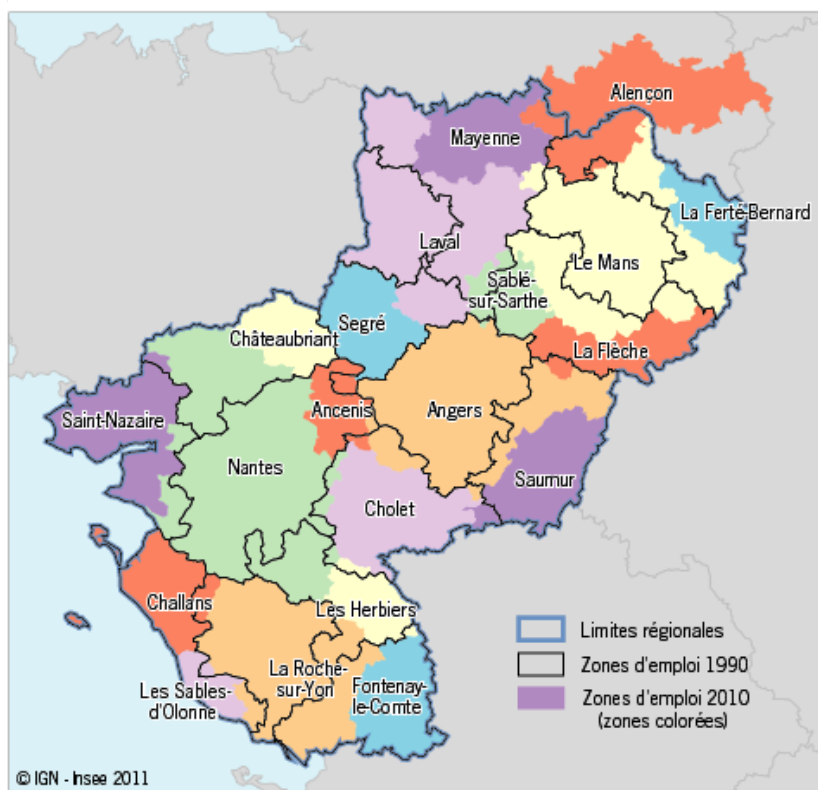 Alençon
Mayenne
La Ferté-Bernard
Laval
Le Mans
Sablé-
sur-Sarthe
Segré
Châteaubriant
La Flèche
Ancenis
Angers
Saint-Nazaire
Nantes
Saumur
Cholet
Challans
Les Herbiers
La Roche-
sur-Yon
Fontenay-
le-Comte
Les Sables-
d'Olonne
Limites régionales
Zones d'emploi 1990
Zones d'emploi 2010
(zones colorées)
© IGN - Insee 2011